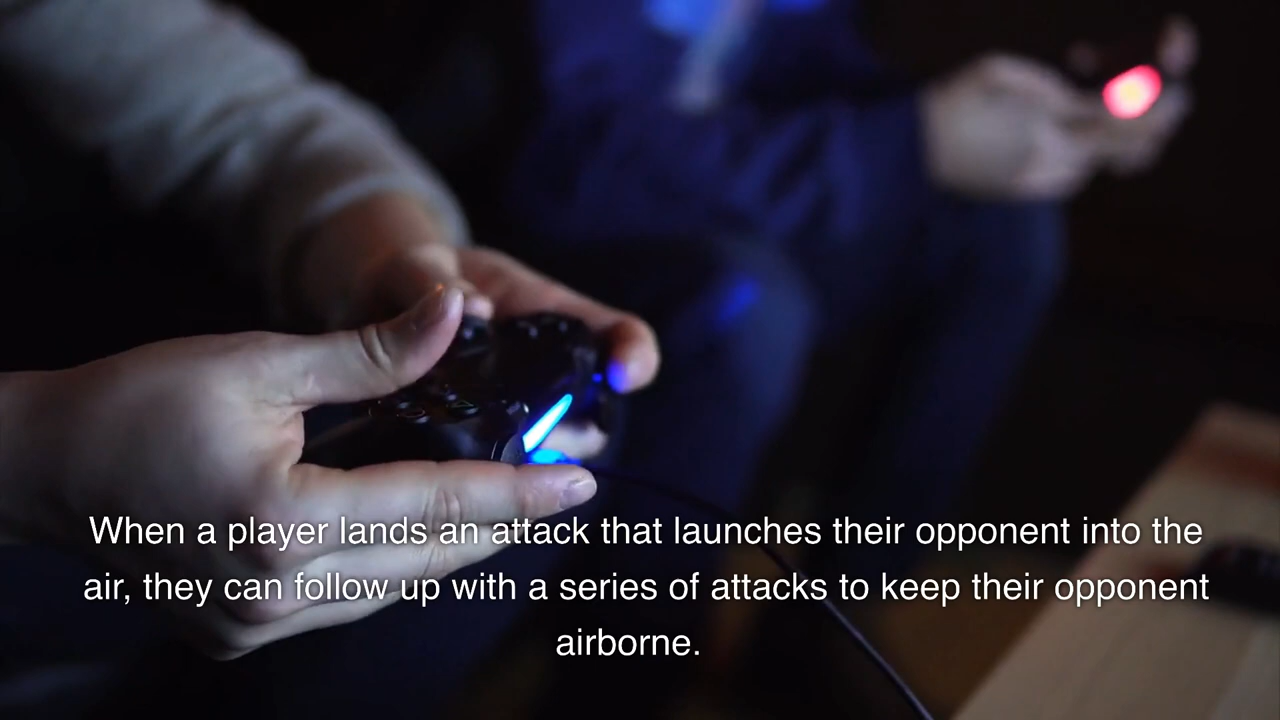 When a player lands an attack that launches their opponent into the
air, they can follow up with a series of attacks to keep their opponent
airborne.